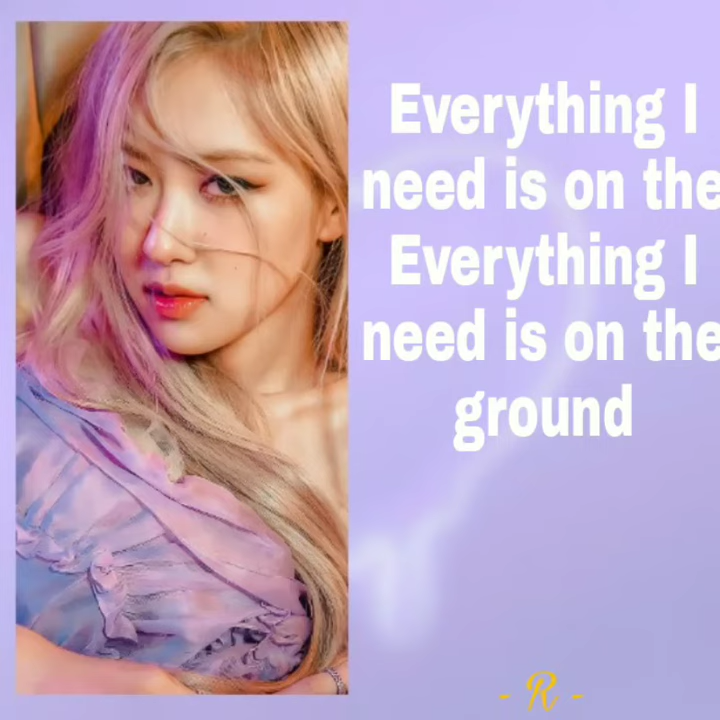 Everything I
need is on the
Everything I
need is on the
ground
- R -